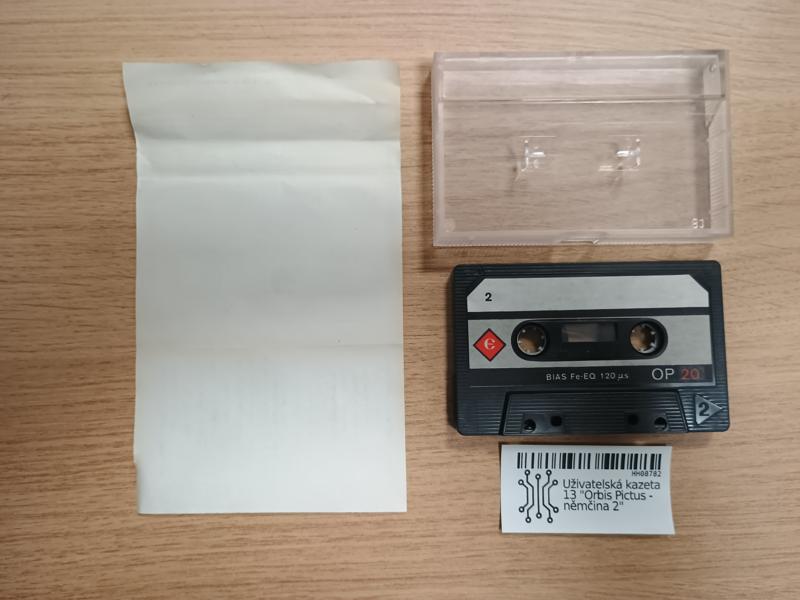 2
BIAS Fe-EQ 120 µs
OP 20
2
HH08782
Uživatelská kazeta
13 "Orbis Pictus -
němčina 2"